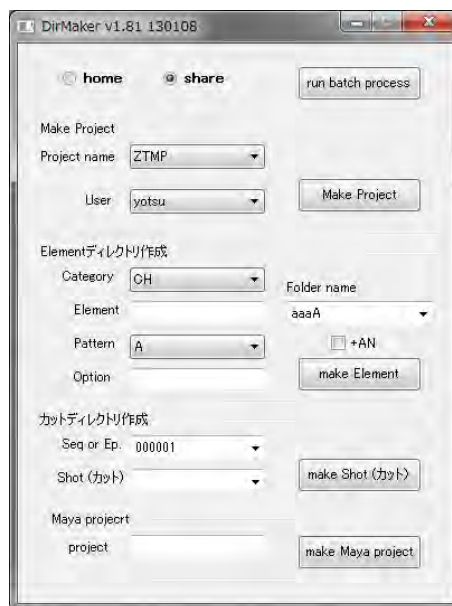 DirMaker v1.81 130108
home share run batch process
Make Project
Project name ZTMP
User yotsu Make Project
Elementディレクトリ作成
Category CH
Folder name
Element aaaA
Pattern A +AN
Option make Element
カットディレクトリ作成
Seq or Ep. 000001
Shot (カット) make Shot (カット)
Maya projecrt
project make Maya project